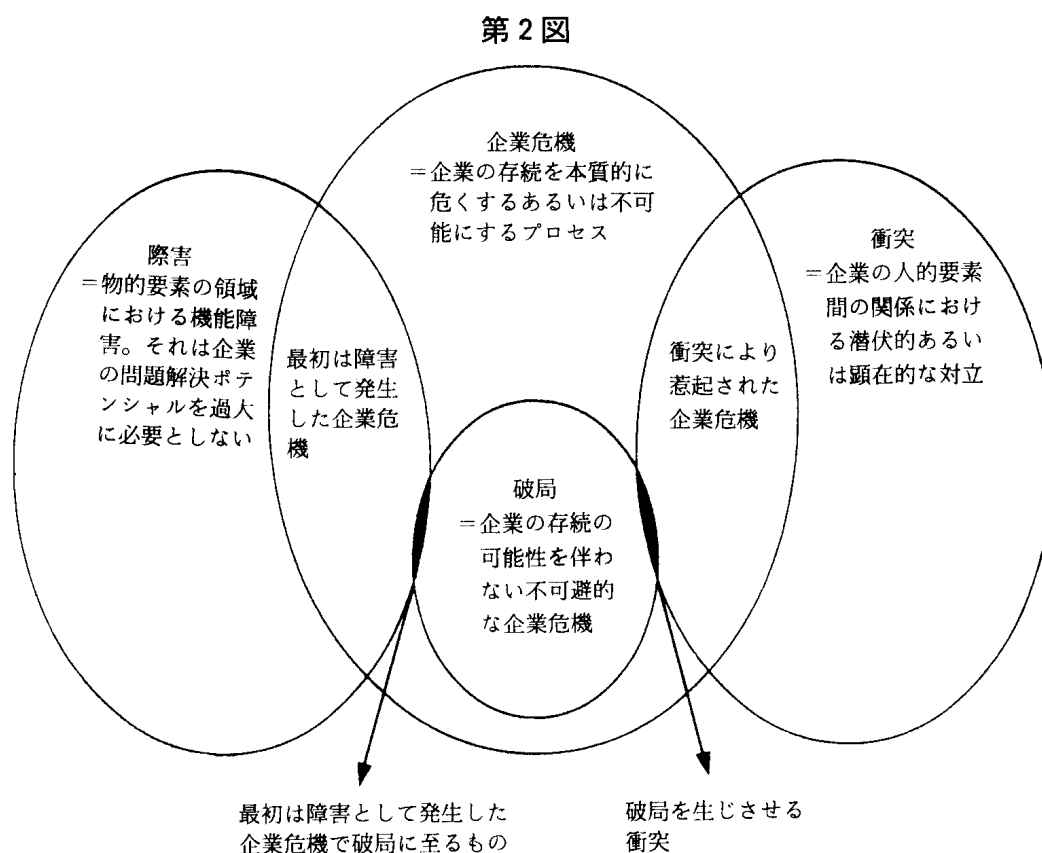 第2図
企業危機
=企業の存続を本質的に
危くするあるいは不可
能にするプロセス
際害
=物的要素の領域
における機能障
害。それは企業
の問題解決ポテ
ンシャルを過大
に必要としない
最初は障害
として発生
した企業危
機
衝突
=企業の人的要素
間の関係におけ
る潜伏的あるい
は顕在的な対立
衝突により
惹起された
企業危機
破局
=企業の存続の
可能性を伴わ
ない不可避的
な企業危機
最初は障害として発生した
企業危機で破局に至るもの
破局を生じさせる
衝突